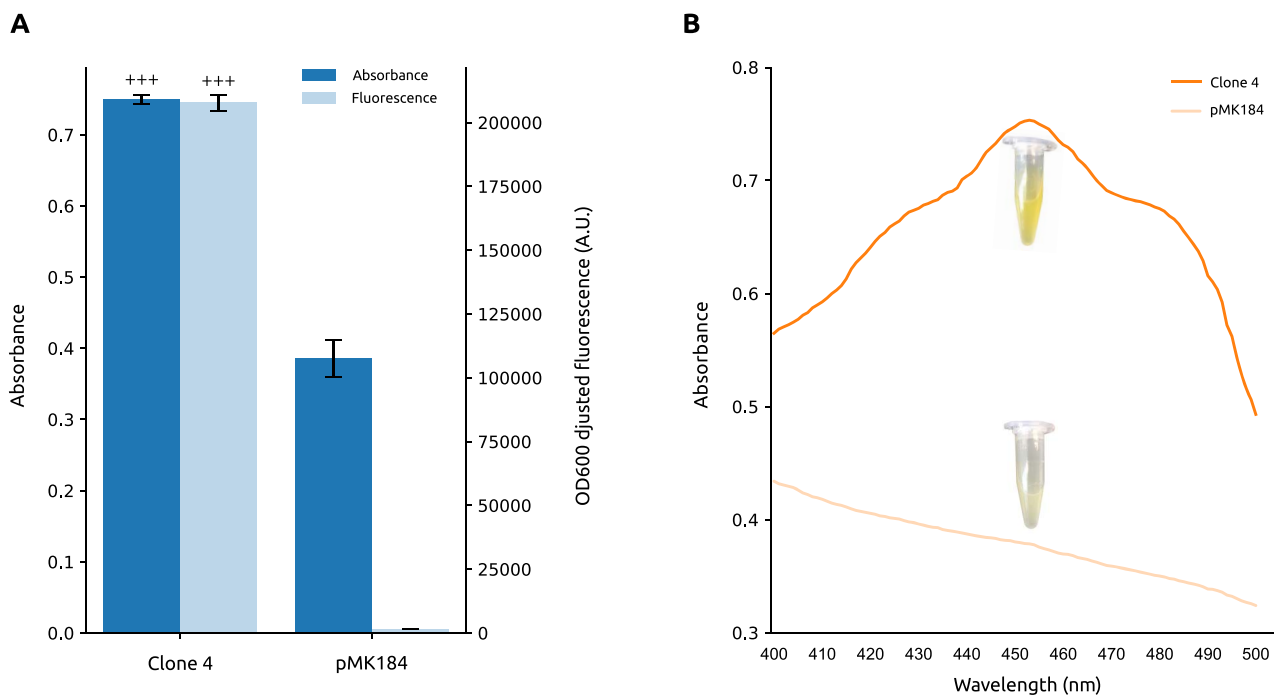 A
+++ +++
Absorbance
Fluorescence
0.7
0.6
0.5
0.4
0.3
0.2
0.1
0.0
Absorbance
200000
175000
150000
125000
100000
75000
50000
25000
0
OD600 djusted fluorescence (A.U.)
Clone 4 pMK184
B
Clone 4
pMK184
0.8
0.7
0.6
0.5
0.4
0.3
Absorbance
400 410 420 430 440 450 460 470 480 490 500
Wavelength (nm)